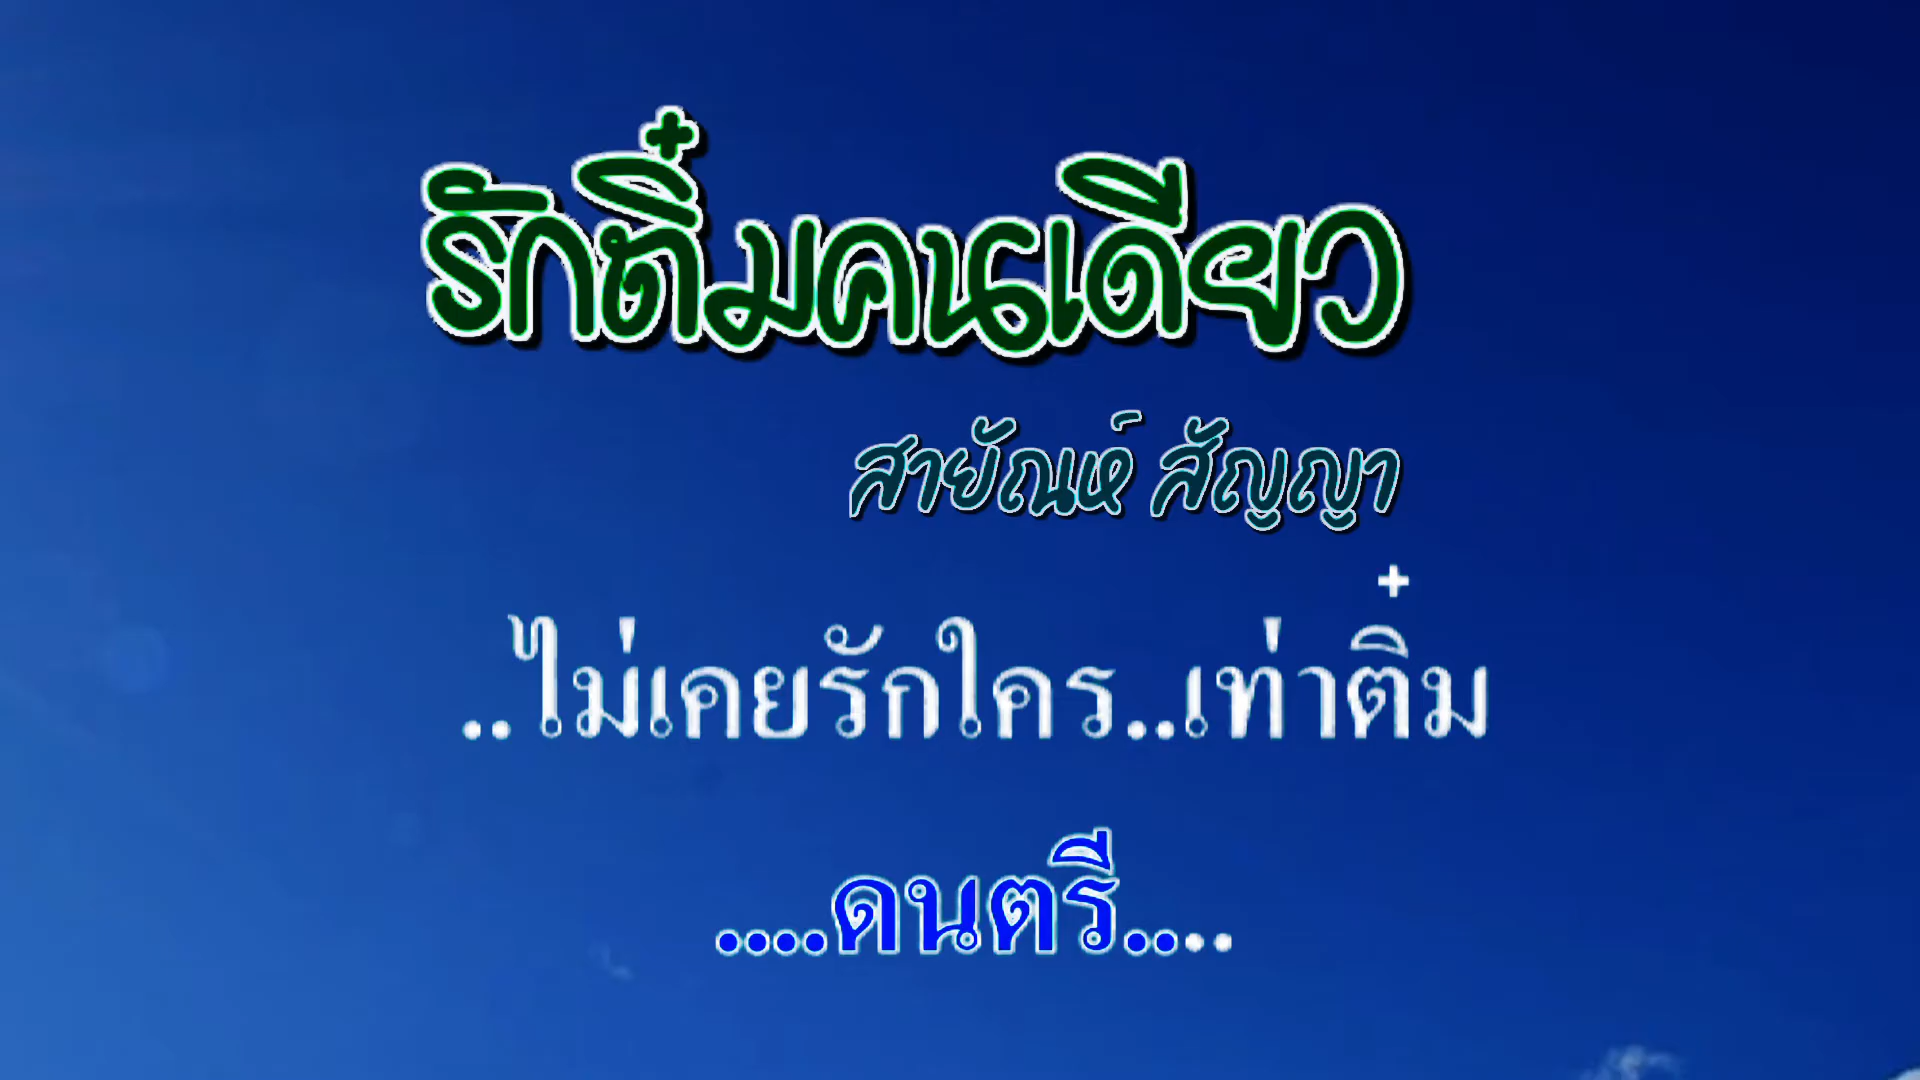 รักติ๋มคนเดียว
สายัณห์ สัญญา
..ไม่เคยรักใคร..เท่าติ๋ม
....ดนตรี....